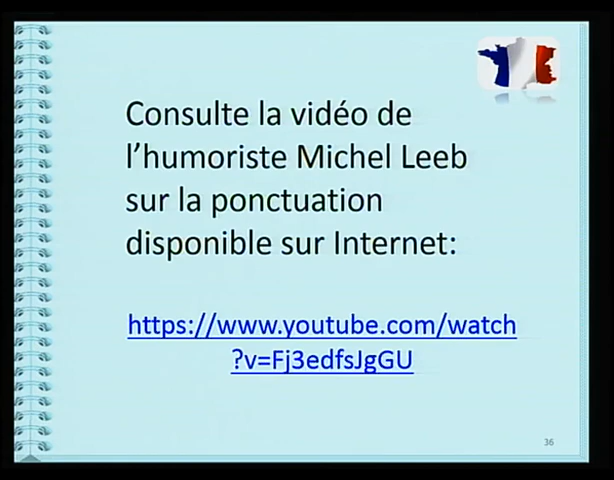 Consulte la vidéo de
l'humoriste Michel Leeb
sur la ponctuation
disponible sur Internet:
https://www.youtube.com/watch
?v=Fj3edfsJgGU
36